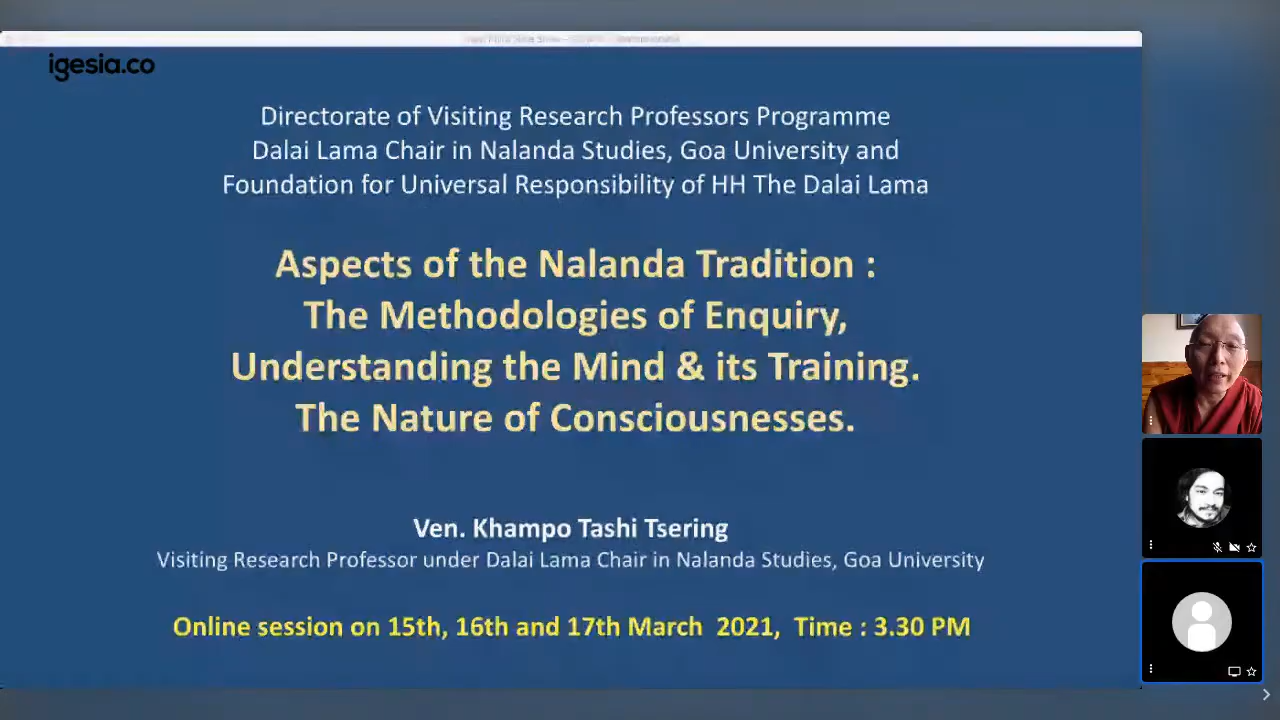 igesia.co
Directorate of Visiting Research Professors Programme
Dalai Lama Chair in Nalanda Studies, Goa University and
Foundation for Universal Responsibility of HH The Dalai Lama
Aspects of the Nalanda Tradition :
The Methodologies of Enquiry,
Understanding the Mind & its Training.
The Nature of Consciousnesses.
Ven. Khampo Tashi Tsering
Visiting Research Professor under Dalai Lama Chair in Nalanda Studies, Goa University
Online session on 15th, 16th and 17th March 2021, Time : 3.30 PM